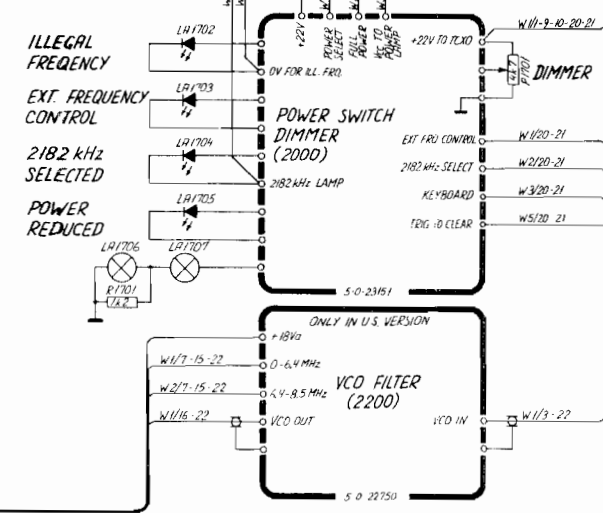 LA1702
W1/1-9-10-20-21
ILLEGAL
FREQENCY
+22V
POWER
SELECT
FULL
POWER
VCC TO
POWER
LAMP
+22V TO TCXO
0V FOR ILL. FRQ.
4k7
P1701
DIMMER
EXT. FREQUENCY
CONTROL
LA1703
POWER SWITCH
DIMMER
(2000)
2182 kHz
SELECTED
LA1704
EXT FRQ CONTROL
W1/20-21
2182 kHz SELECT
W2/20-21
2182 kHz LAMP
KEYBOARD
W3/20-21
POWER
REDUCED
LA1705
TRIG TO CLEAR
W5/20 21
LA1706
LA1707
R1701
1k2
5-0-23151
ONLY IN U.S. VERSION
+18Va
W1/7-15-22
0-6.4 MHz
W2/7-15-22
6.4-8.5 MHz
VCO FILTER
(2200)
W1/16-22
VCO OUT
VCO IN
W1/3-22
5-0 22750